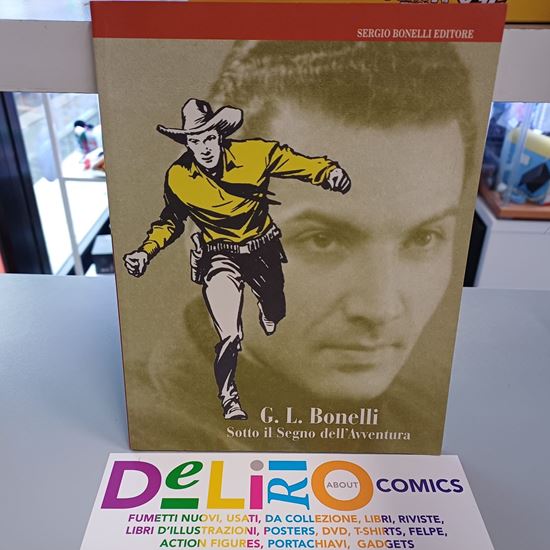 SERGIO BONELLI EDITORE
G. L. Bonelli
Sotto il Segno dell'Avventura
DeLiRiO ABOUT COMICS
FUMETTI NUOVI, USATI, DA COLLEZIONE, LIBRI, RIVISTE,
LIBRI D'ILLUSTRAZIONI, POSTERS, DVD, T-SHIRTS, FELPE,
ACTION FIGURES, PORTACHIAVI, GADGETS